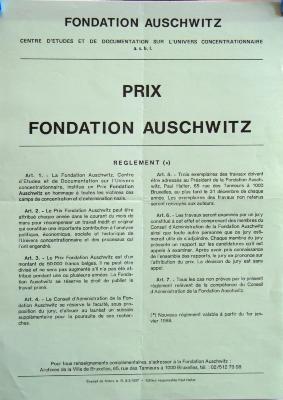 FONDATION AUSCHWITZ
CENTRE D'ETUDES ET DE DOCUMENTATION SUR L'UNIVERS CONCENTRATIONNAIRE
a.s.b.l.
PRIX
FONDATION AUSCHWITZ
REGLEMENT (*)
Art. 1. - La Fondation Auschwitz, Centre
d'Etudes et de Documentation sur l'Univers
concentrationnaire, institue un Prix Fondation
Auschwitz en hommage à toutes les victimes des
camps de concentration et d'extermination nazis.
Art. 2. - Le Prix Fondation Auschwitz peut être
attribué chaque année dans le courant du mois de
mars pour récompenser un travail inédit et original
qui constitue une importante contribution à l'analyse
politique, économique, sociale et historique de
l'Univers concentrationnaire et des processus qui
l'ont engendré.
Art. 3. - Le Prix Fondation Auschwitz est d'un
montant de 50.000 francs belges. Il ne peut être
divisé et ne sera pas augmenté s'il n'a pas été at-
tribué pendant une ou plusieurs années. La Fonda-
tion Auschwitz se réserve le droit de publier le
travail primé.
Art. 4. - Le Conseil d'Administration de la Fon-
dation Auschwitz se réserve la faculté, sous pro-
position du jury, d'allouer au lauréat un subside
supplémentaire pour la poursuite de ses recher-
ches.
Art. 5. - Trois exemplaires des travaux doivent
être adressés au Président de la Fondation Ausch-
witz, Paul Halter, 65 rue des Tanneurs à 1000
Bruxelles, au plus tard le 31 décembre de chaque
année. Les exemplaires des travaux non retenus
seront renvoyés aux auteurs.
Art. 6. - Les travaux seront examinés par un jury
constitué à cet effet et comprenant des membres du
Conseil d'Administration de la Fondation Auschwitz
ainsi que toute autre personne que ce jury esti-
merait utile de s'adjoindre. Chaque membre du jury
présente un rapport sur les candidatures qu'il est
appelé à examiner. Après avoir pris connaissance
de l'ensemble des rapports, le jury se prononce sur
l'attribution du prix. La décision du jury est sans
appel.
Art. 7. - Tous les cas non prévus par le présent
règlement relèvent de la compétence du Conseil
d'Administration de la Fondation Auschwitz.
(*) Nouveau règlement valable à partir du 1er jan-
vier 1988.
Pour tous renseignements complémentaires, s'adresser à la Fondation Auschwitz :
Archives de la Ville de Bruxelles, 65 rue des Tanneurs à 1000 Bruxelles, tél. : 02/512 79 98
Editeur responsable Paul Halter